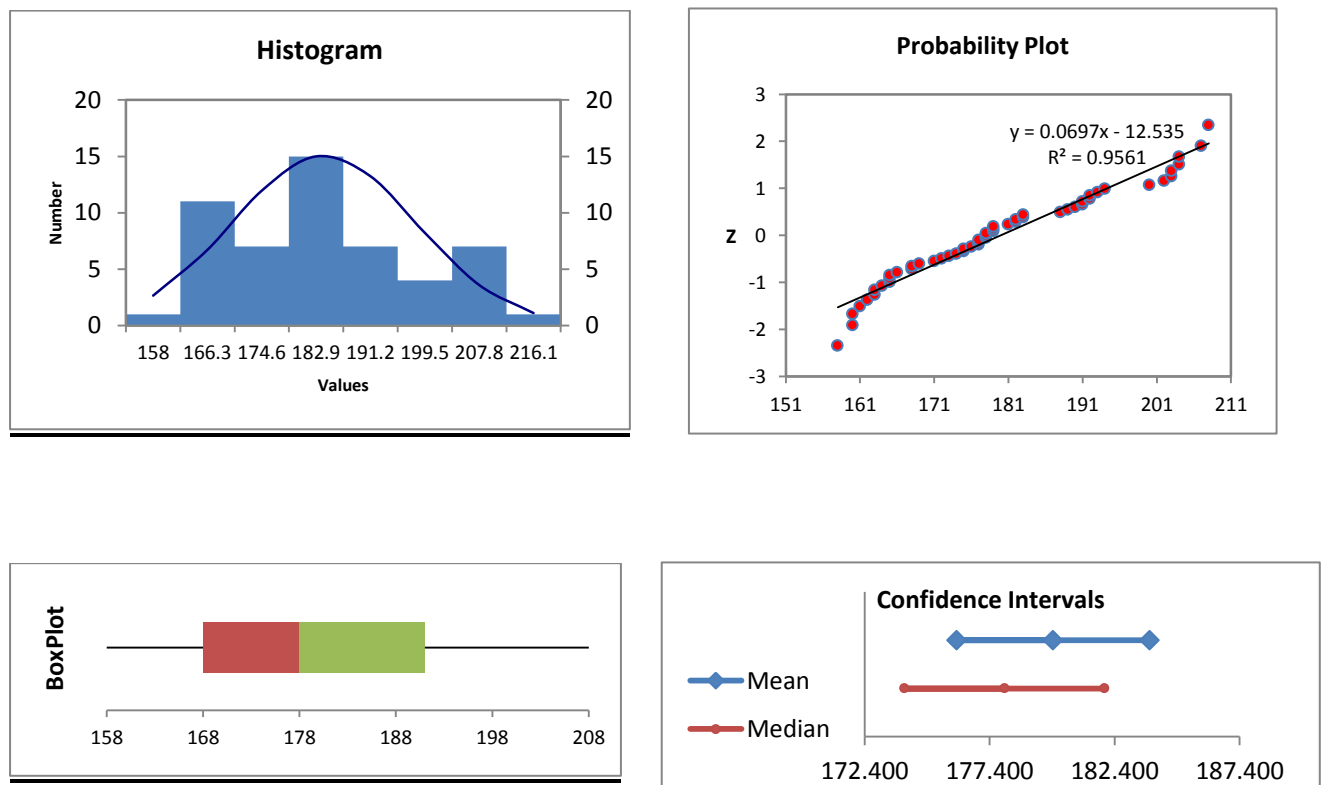 Histogram
20
15
10
5
0
20
15
10
5
0
Number
158 166.3 174.6 182.9 191.2 199.5 207.8 216.1
Values
Probability Plot
y = 0.0697x - 12.535
R² = 0.9561
3
2
1
0
-1
-2
-3
Z
151 161 171 181 191 201 211
BoxPlot
158 168 178 188 198 208
Confidence Intervals
Mean
Median
172.400 177.400 182.400 187.400